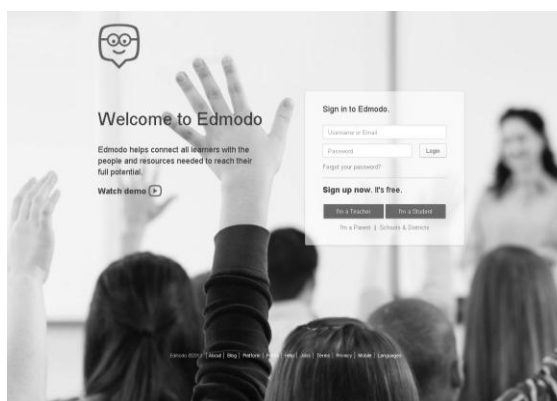 Welcome to Edmodo
Edmodo helps connect all learners with the
people and resources needed to reach their
full potential.
Watch demo
Sign in to Edmodo.
Username or Email
Password
Login
Forgot your password?
Sign up now. It's free.
I'm a Teacher
I'm a Student
I'm a Parent | Schools & Districts
Edmodo | About | Blog | Platform | | Help | Jobs | Terms | Privacy | Mobile | Languages